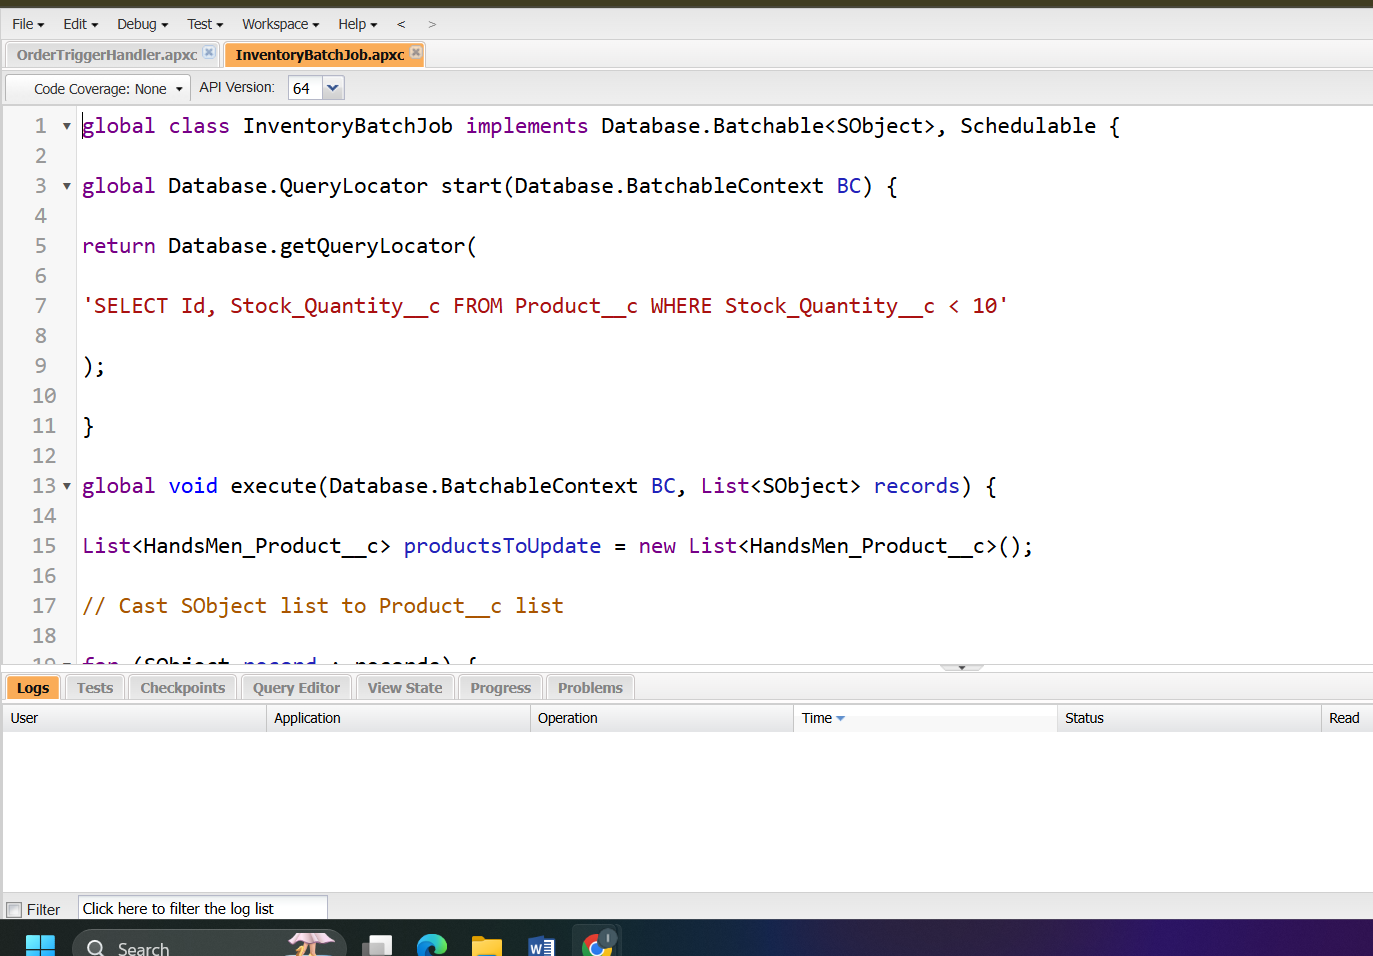 File Edit Debug Test Workspace Help < >
OrderTriggerHandler.apxc InventoryBatchJob.apxc
Code Coverage: None API Version: 64
1 global class InventoryBatchJob implements Database.Batchable<SObject>, Schedulable {
2
3 global Database.QueryLocator start(Database.BatchableContext BC) {
4
5 return Database.getQueryLocator(
6
7 'SELECT Id, Stock_Quantity__c FROM Product__c WHERE Stock_Quantity__c < 10'
8
9 );
10
11 }
12
13 global void execute(Database.BatchableContext BC, List<SObject> records) {
14
15 List<HandsMen_Product__c> productsToUpdate = new List<HandsMen_Product__c>();
16
17 // Cast SObject list to Product__c list
18
19 for (SObject record : records) {
Logs Tests Checkpoints Query Editor View State Progress Problems
User Application Operation Time Status Read
Filter Click here to filter the log list
Search